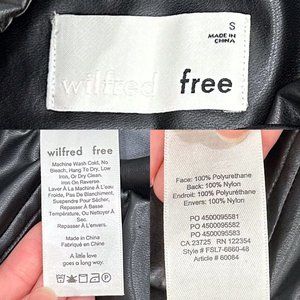 S
MADE IN
CHINA
wilfred free
wilfred free
Machine Wash Cold, No
Bleach, Hang To Dry, Low
Iron, Or Dry Clean.
Iron On Reverse.
Lavor À La Machine À L'Eau
Froide, Pas De Blanchiment,
Suspendre Pour Sécher,
Repasser À Basse
Température, Ou Nettoyer À
Sec.
Repasser À L'envers.
Made in China
Fabriqué en Chine
A little love
goes a long way.
Face: 100% Polyurethane
Back: 100% Nylon
Endroit: 100% Polyuréthane
Envers: 100% Nylon
PO 4500095581
PO 4500095582
PO 4500095583
CA 23725 RN 122354
Style # FSL7-6660-48
Article # 60084